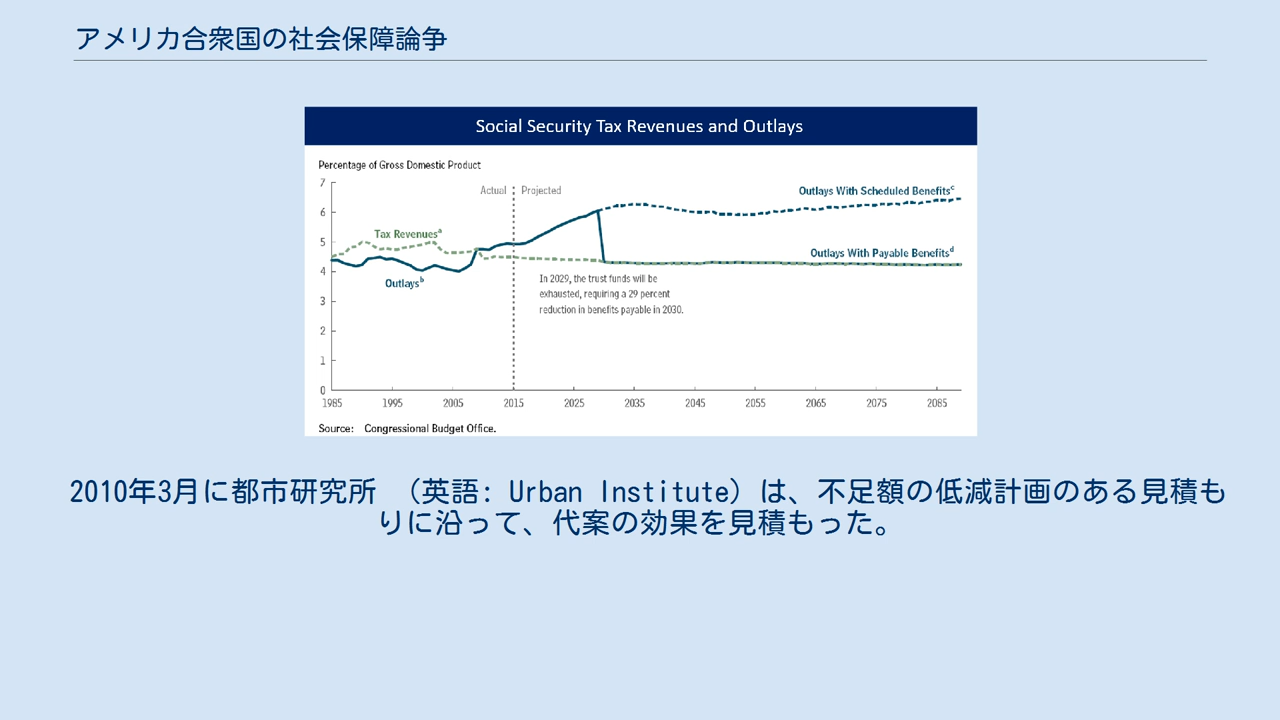 アメリカ合衆国の社会保障論争
Social Security Tax Revenues and Outlays
Percentage of Gross Domestic Product
7
6
5
4
3
2
1
0
Actual
Projected
Outlays With Scheduled Benefitsᶜ
Tax Revenuesᵃ
Outlays With Payable Benefitsᵈ
Outlaysᵇ
In 2029, the trust funds will be
exhausted, requiring a 29 percent
reduction in benefits payable in 2030.
1985 1995 2005 2015 2025 2035 2045 2055 2065 2075 2085
Source: Congressional Budget Office.
2010年3月に都市研究所 （英語: Urban Institute）は、不足額の低減計画のある見積も
りに沿って、代案の効果を見積もった。